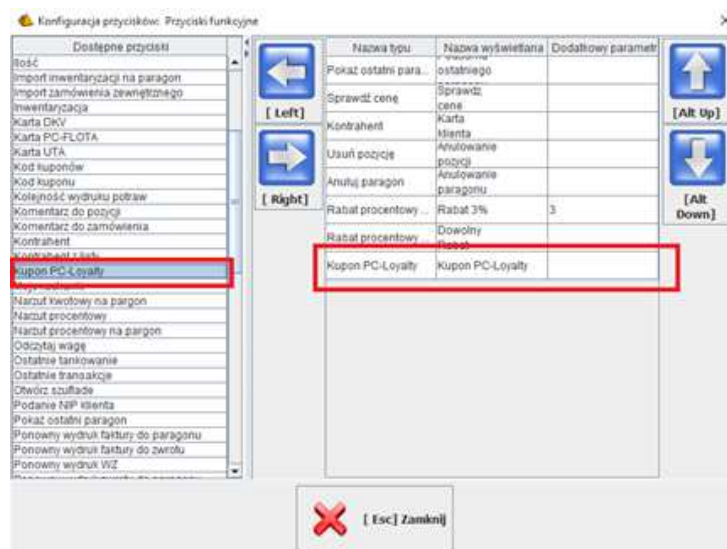 Konfiguracja przycisków: Przyciski funkcyjne
Dostępne przyciski
Ilość
Import inwentaryzacji na paragon
Import zamówienia zewnętrznego
Inwentaryzacja
Karta DKV
Karta PC-FLOTA
Karta UTA
Kod kuponów
Kod kuponu
Kolejność wydruku potraw
Komentarz do pozycji
Komentarz do zamówienia
Kontrahent
Kontrahent z listy
Kupon PC-Loyalty
Narzut kwotowy na pargon
Narzut procentowy
Narzut procentowy na pargon
Odczytaj wagę
Ostatnie tankowanie
Ostatnie transakcje
Otwórz szuflade
Podanie NIP klienta
Pokaż ostatni paragon
Ponowny wydruk faktury do paragonu
Ponowny wydruk faktury do zwrotu
Ponowny wydruk WZ
[ Left]
[ Right]
Nazwa typu Nazwa wyświetlana Dodatkowy parametr
Pokaż ostatni para... ostatniego
Sprawdź cenę Sprawdź
cene
Kontrahent Karta
klienta
Usuń pozycję Anulowanie
pozycji
Anuluj paragon Anulowanie
paragonu
Rabat procentowy ... Rabat 3% 3
Rabat procentowy ... Dowolny
Rabat
Kupon PC-Loyalty Kupon PC-Loyalty
[Alt Up]
[Alt
Down]
[ Esc] Zamknij